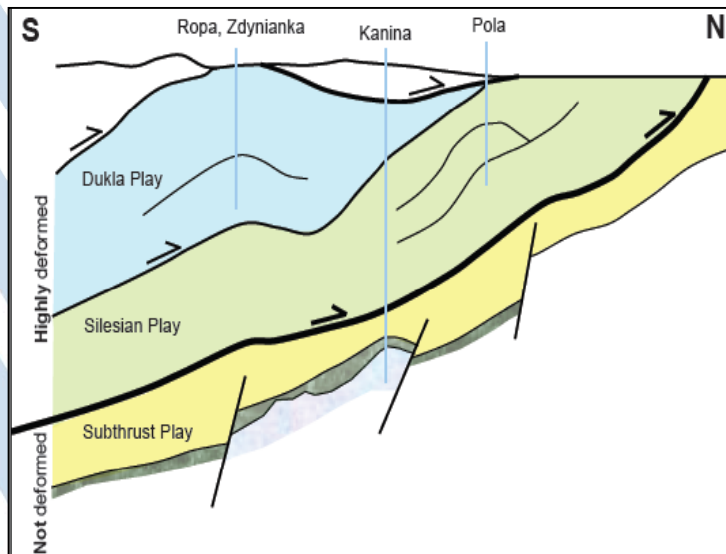 S
N
Ropa, Zdynianka
Kanina
Pola
Dukla Play
Silesian Play
Subthrust Play
Highly deformed
Not deformed